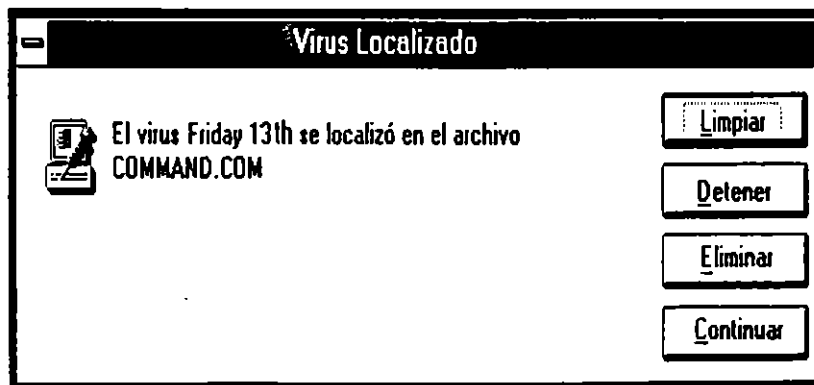 Virus Localizado
El virus Friday 13th se localizó en el archivo
COMMAND.COM
Limpiar
Detener
Eliminar
Continuar